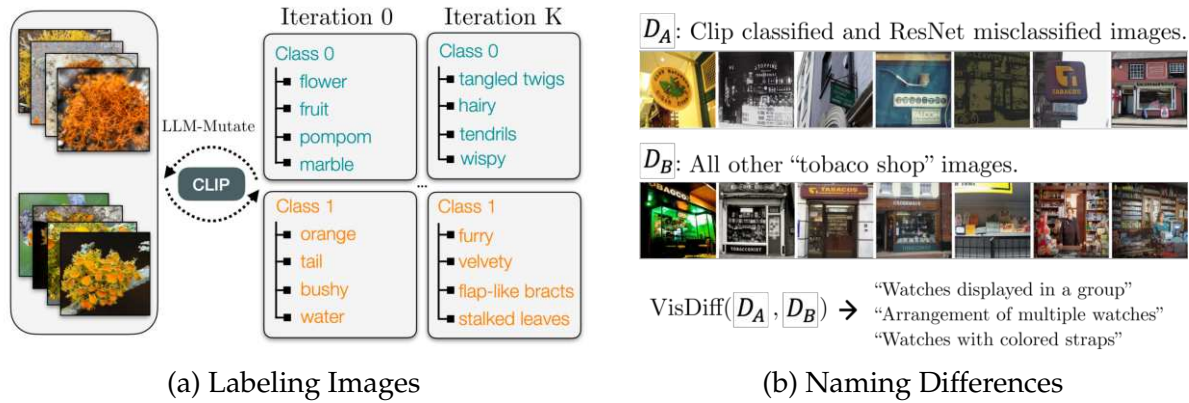 Iteration 0
Iteration K
LLM-Mutate
CLIP
Class 0
flower
fruit
pompom
marble
Class 0
tangled twigs
hairy
tendrils
wispy
...
Class 1
orange
tail
bushy
water
Class 1
furry
velvety
flap-like bracts
stalked leaves
(a) Labeling Images
D_A: Clip classified and ResNet misclassified images.
TABACOS
D_B: All other “tobaco shop” images.
TABACOS
VisDiff(D_A, D_B) →
“Watches displayed in a group”
“Arrangement of multiple watches”
“Watches with colored straps”
(b) Naming Differences